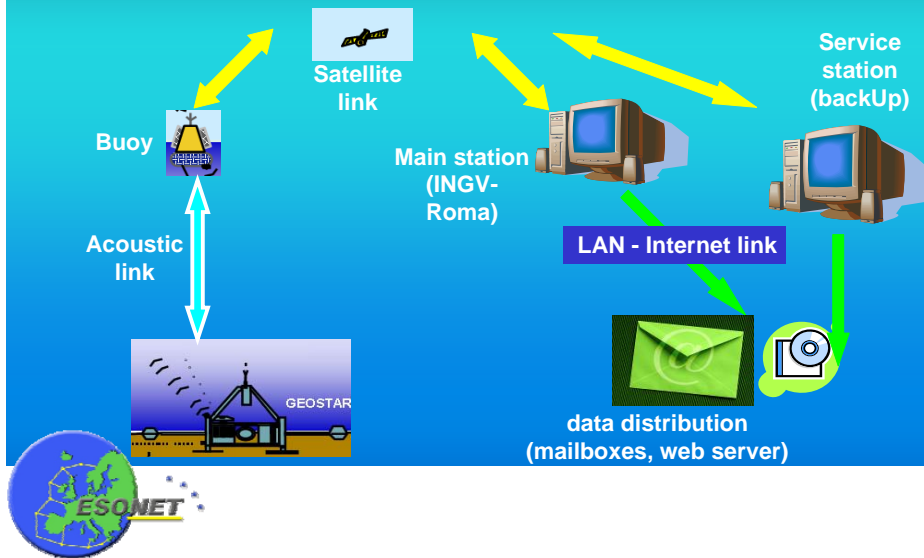 Satellite
link
Service
station
(backUp)
Buoy
Main station
(INGV-
Roma)
Acoustic
link
LAN - Internet link
@
GEOSTAR
data distribution
(mailboxes, web server)
ESONET